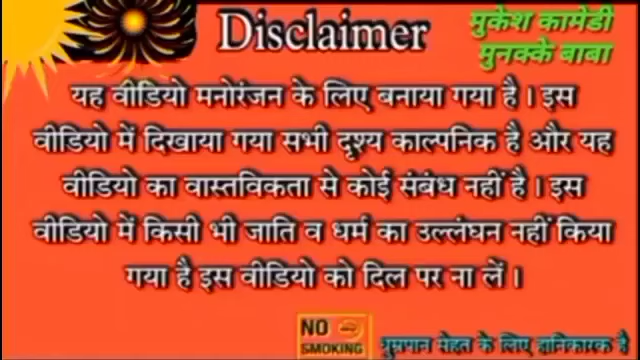 Disclaimer
मुकेश कामेडी
मुनक्के बाबा
यह वीडियो मनोरंजन के लिए बनाया गया है। इस
वीडियो में दिखाया गया सभी दृश्य काल्पनिक है और यह
वीडियो का वास्तविकता से कोई संबंध नहीं है। इस
वीडियो में किसी भी जाति व धर्म का उल्लंघन नहीं किया
गया है इस वीडियो को दिल पर ना लें।
NO
SMOKING
धुम्रपान सेहत के लिए हानिकारक है